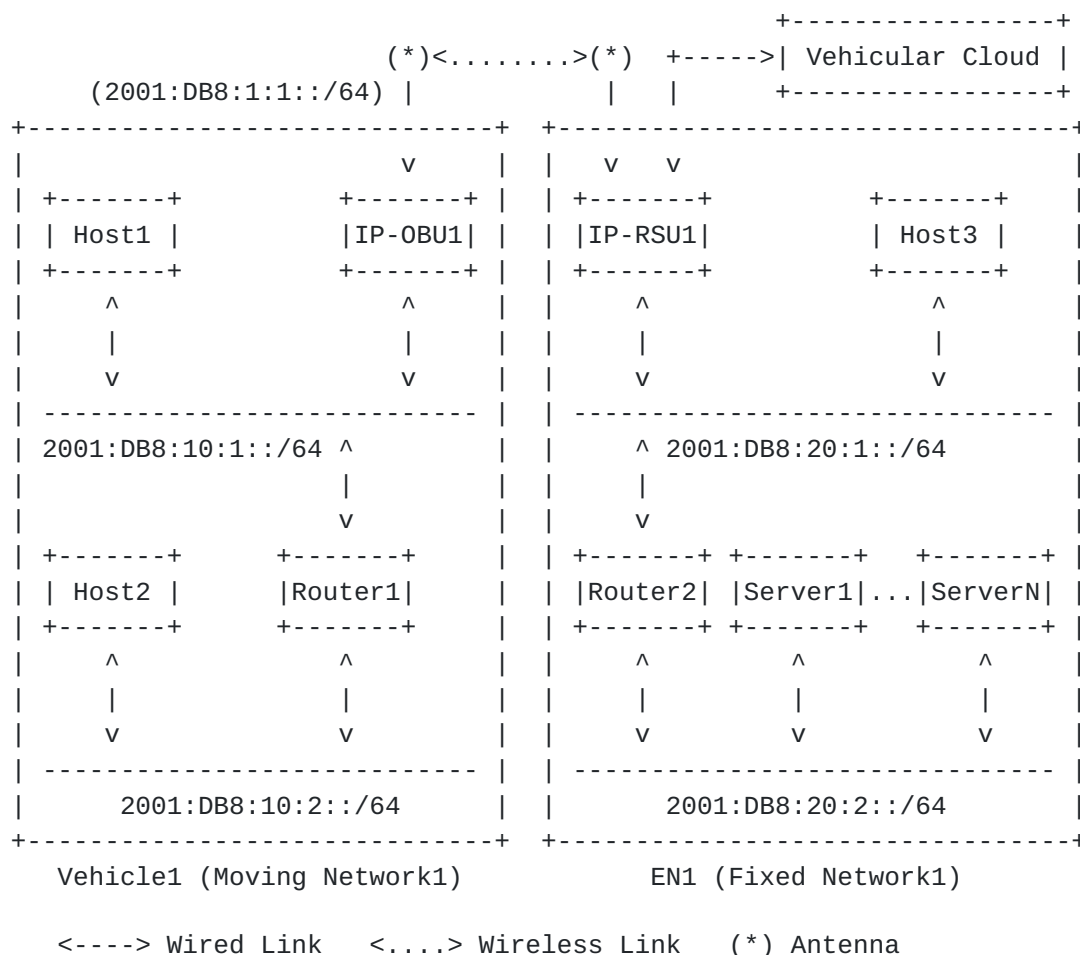 +-----------------+
                        (*)<........>(*)  +----->| Vehicular Cloud |
     (2001:DB8:1:1::/64) |            |   |      +-----------------+
+------------------------------+  +----------------------------------+
|                        v     |  |   v   v                          |
| +-------+          +-------+ |  | +-------+          +-------+     |
| | Host1 |          |IP-OBU1| |  | |IP-RSU1|          | Host3 |     |
| +-------+          +-------+ |  | +-------+          +-------+     |
|     ^                  ^     |  |     ^                  ^         |
|     |                  |     |  |     |                  |         |
|     v                  v     |  |     v                  v         |
| ---------------------------- |  | ------------------------------- |
| 2001:DB8:10:1::/64 ^         |  |     ^ 2001:DB8:20:1::/64         |
|                    |         |  |     |                            |
|                    v         |  |     v                            |
| +-------+      +-------+     |  | +-------+ +-------+   +-------+ |
| | Host2 |      |Router1|     |  | |Router2| |Server1|...|ServerN| |
| +-------+      +-------+     |  | +-------+ +-------+   +-------+ |
|     ^              ^         |  |     ^         ^           ^     |
|     |              |         |  |     |         |           |     |
|     v              v         |  |     v         v           v     |
| ---------------------------- |  | ------------------------------- |
|      2001:DB8:10:2::/64      |  |       2001:DB8:20:2::/64         |
+------------------------------+  +----------------------------------+
   Vehicle1 (Moving Network1)            EN1 (Fixed Network1)

   <----> Wired Link   <....> Wireless Link   (*) Antenna